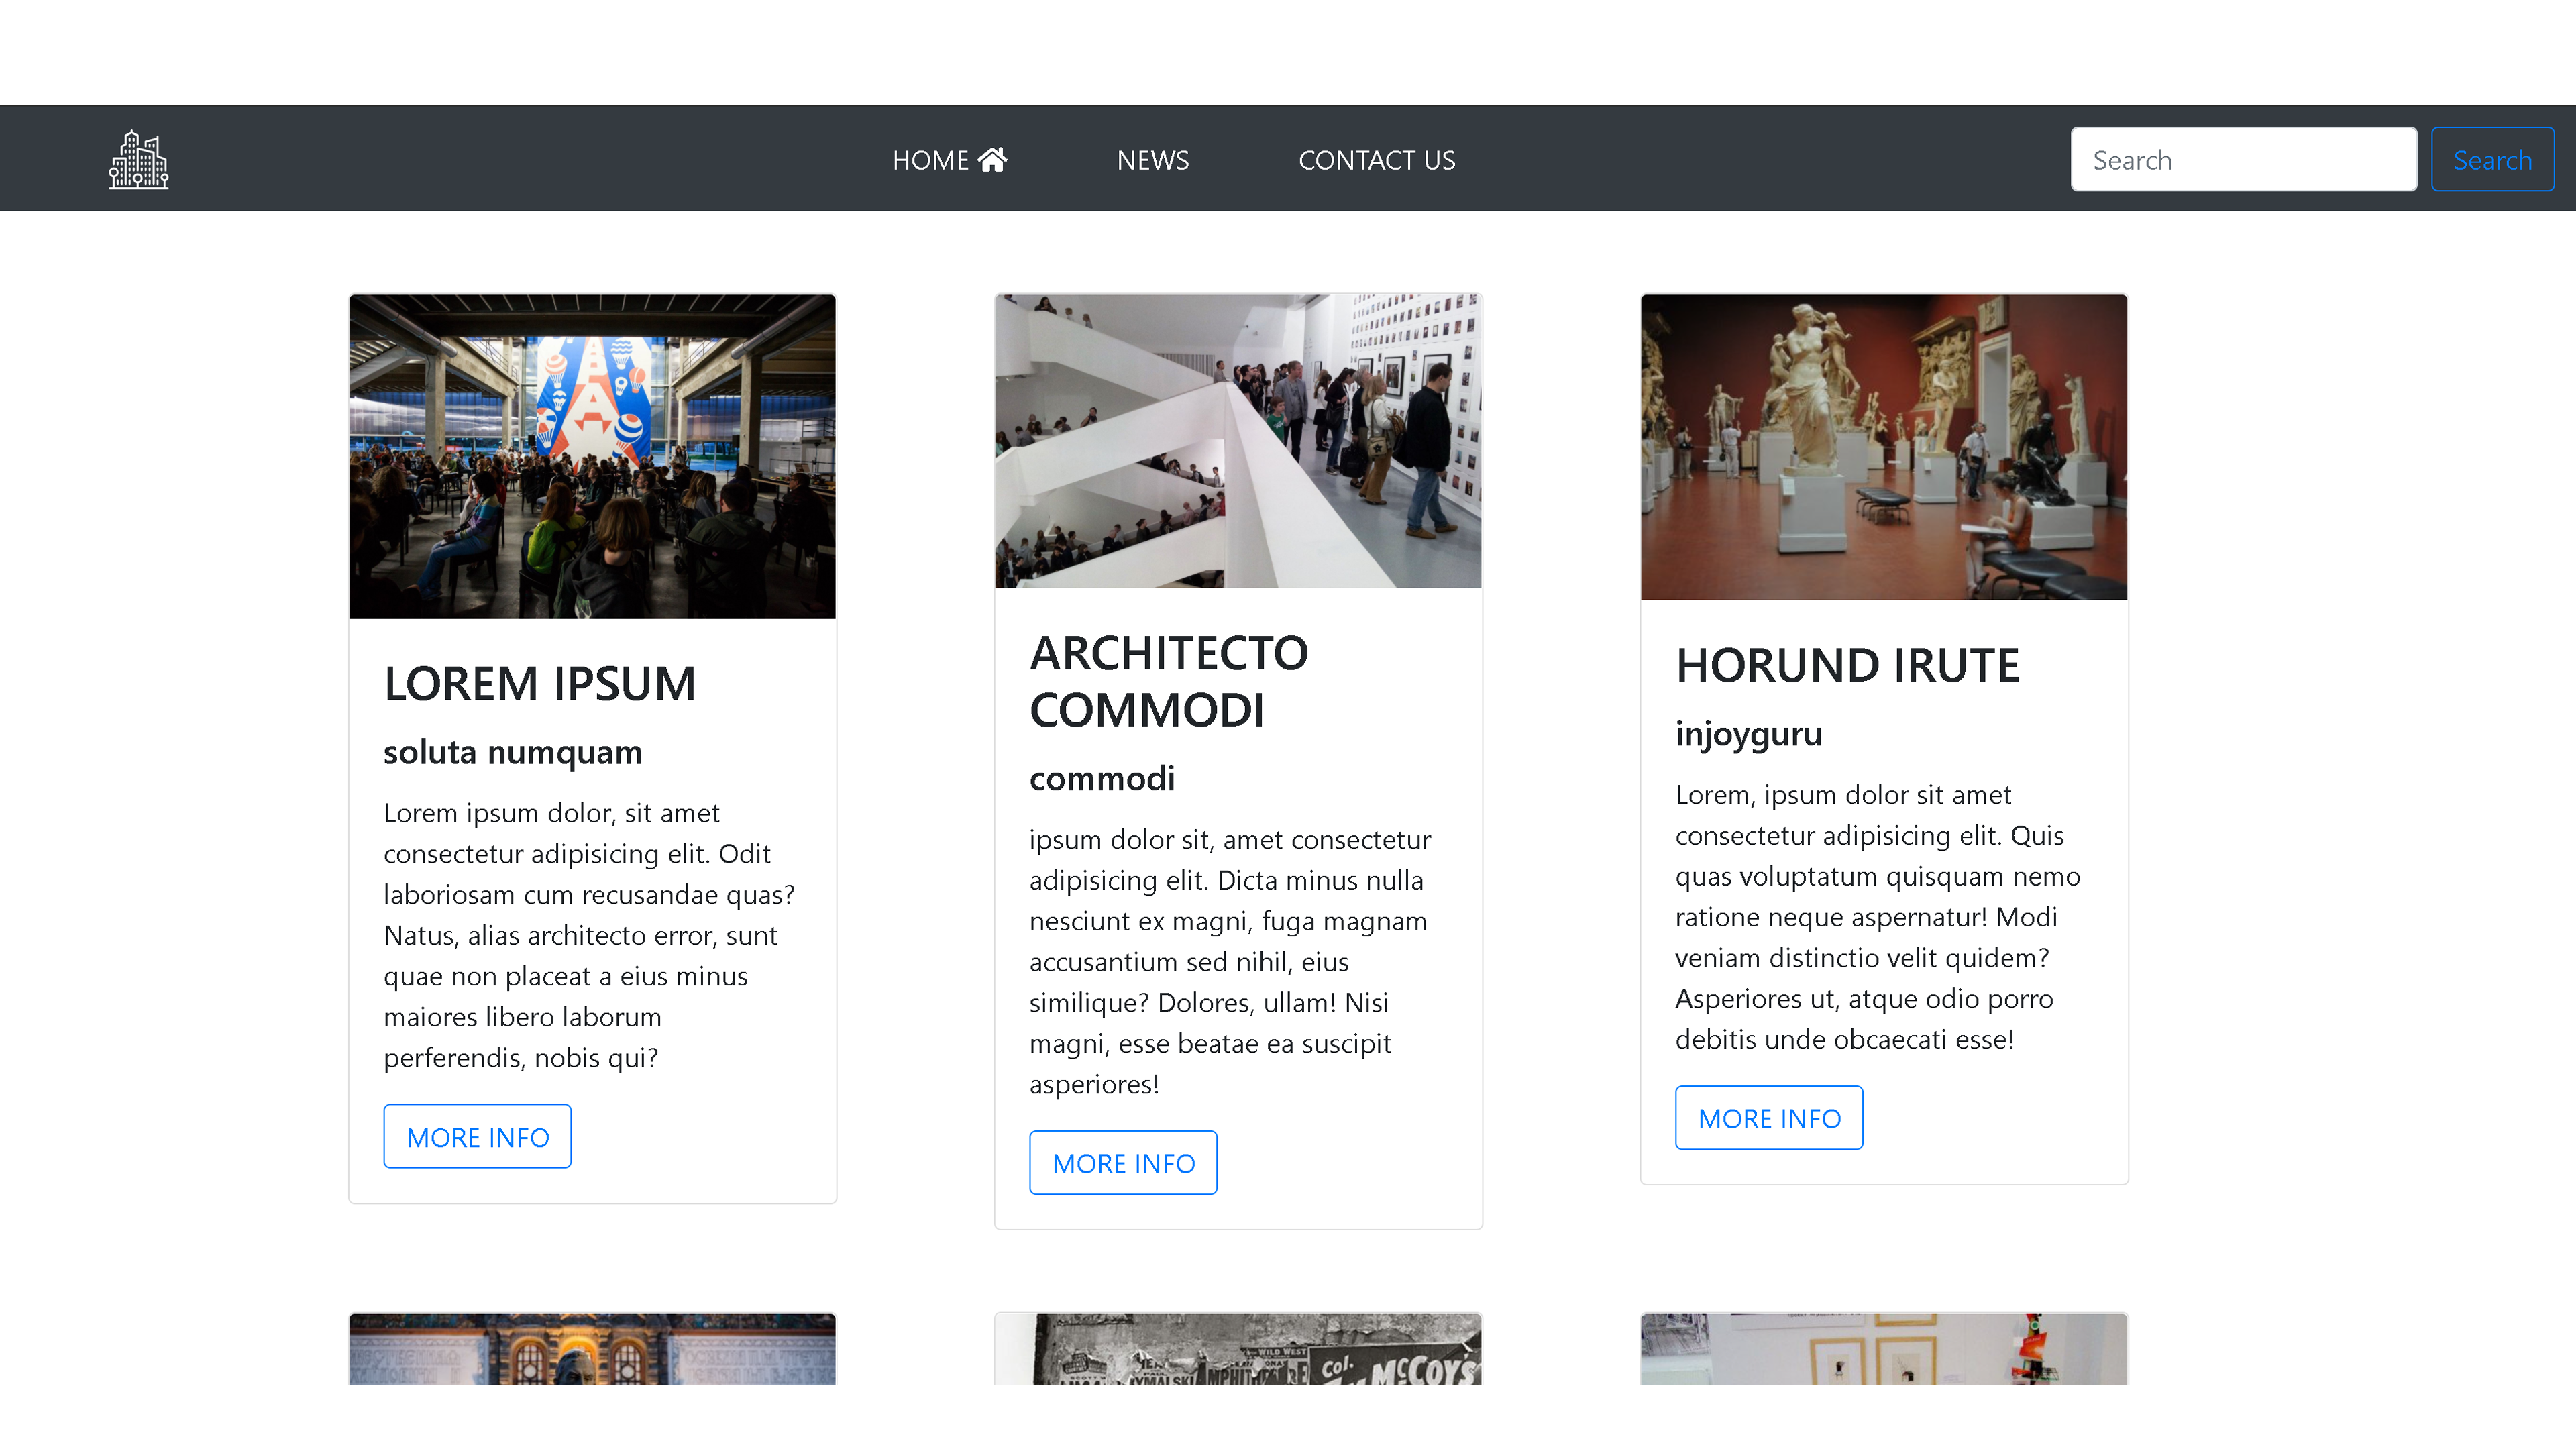 HOME
NEWS
CONTACT US
Search
Search
LOREM IPSUM
soluta numquam
Lorem ipsum dolor, sit amet
consectetur adipisicing elit. Odit
laboriosam cum recusandae quas?
Natus, alias architecto error, sunt
quae non placeat a eius minus
maiores libero laborum
perferendis, nobis qui?
MORE INFO
ARCHITECTO
COMMODI
commodi
ipsum dolor sit, amet consectetur
adipisicing elit. Dicta minus nulla
nesciunt ex magni, fuga magnam
accusantium sed nihil, eius
similique? Dolores, ullam! Nisi
magni, esse beatae ea suscipit
asperiores!
MORE INFO
HORUND IRUTE
injoyguru
Lorem, ipsum dolor sit amet
consectetur adipisicing elit. Quis
quas voluptatum quisquam nemo
ratione neque aspernatur! Modi
veniam distinctio velit quidem?
Asperiores ut, atque odio porro
debitis unde obcaecati esse!
MORE INFO
WILD WEST
Col.
McCOY'S